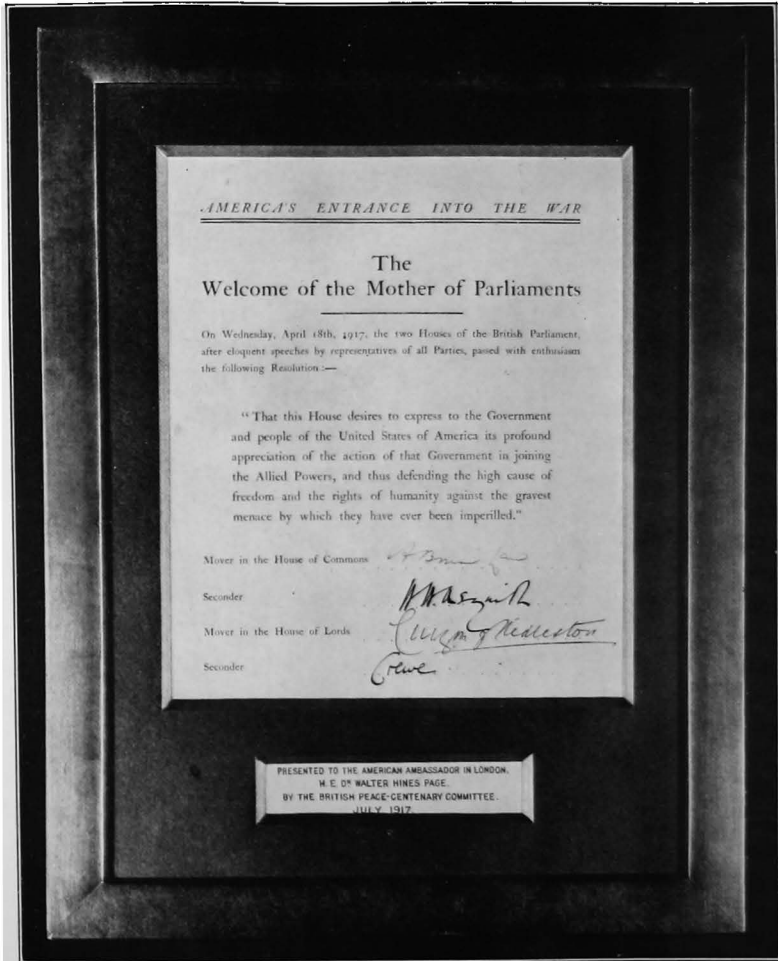 AMERICA'S ENTRANCE INTO THE WAR
The
Welcome of the Mother of Parliaments
On Wednesday, April 18th, 1917, the two Houses of the British Parliament,
after eloquent speeches by representatives of all Parties, passed with enthusiasm
the following Resolution:—
"That this House desires to express to the Government
and people of the United States of America its profound
appreciation of the action of that Government in joining
the Allied Powers, and thus defending the high cause of
freedom and the rights of humanity against the gravest
menace by which they have ever been imperilled."
Mover in the House of Commons
Seconder H. H. Asquith
Mover in the House of Lords Curzon of Kedleston
Seconder Crewe
PRESENTED TO THE AMERICAN AMBASSADOR IN LONDON,
H. E. DR WALTER HINES PAGE.
BY THE BRITISH PEACE-CENTENARY COMMITTEE.
JULY 1917.